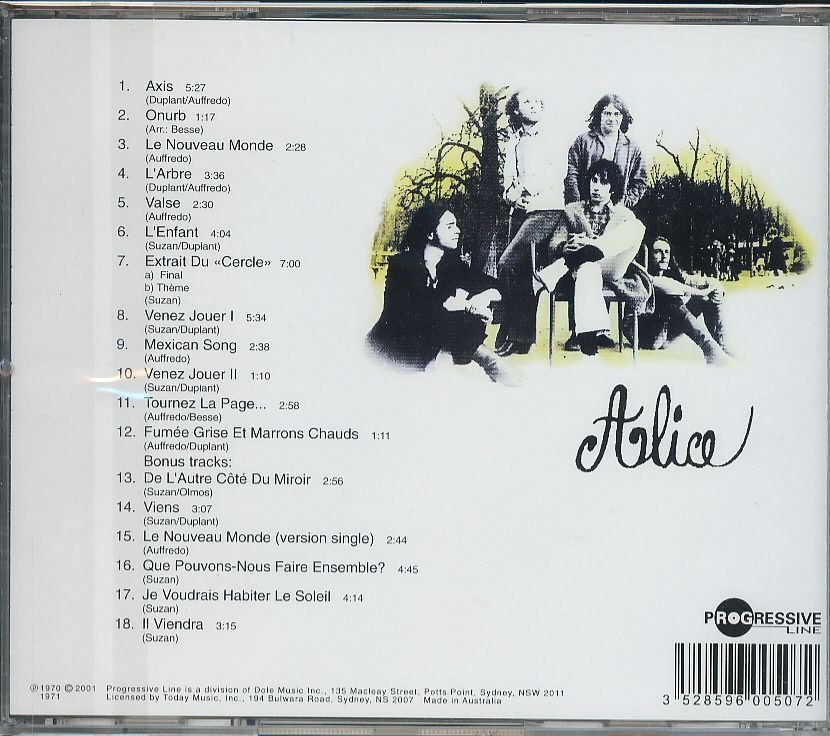 1. Axis 5:27
(Duplant/Auffredo)
2. Onurb 1:17
(Arr.: Besse)
3. Le Nouveau Monde 2:28
(Auffredo)
4. L'Arbre 3:36
(Duplant/Auffredo)
5. Valse 2:30
(Auffredo)
6. L'Enfant 4:04
(Suzan/Duplant)
7. Extrait Du «Cercle» 7:00
a) Final
b) Thème
(Suzan)
8. Venez Jouer I 5:34
(Suzan/Duplant)
9. Mexican Song 2:38
(Auffredo)
10. Venez Jouer II 1:10
(Suzan/Duplant)
11. Tournez La Page... 2:58
(Auffredo/Besse)
12. Fumée Grise Et Marrons Chauds 1:11
(Auffredo/Duplant)
Bonus tracks:
13. De L'Autre Côté Du Miroir 2:56
(Suzan/Olmos)
14. Viens 3:07
(Suzan/Duplant)
15. Le Nouveau Monde (version single) 2:44
(Auffredo)
16. Que Pouvons-Nous Faire Ensemble? 4:45
(Suzan)
17. Je Voudrais Habiter Le Soleil 4:14
(Suzan)
18. Il Viendra 3:15
(Suzan)
Alice
PROGRESSIVE
LINE
3 528596 005072
℗ 1970 © 2001 Progressive Line is a division of Dole Music Inc., 135 Macleay Street, Potts Point, Sydney, NSW 2011
1971 Licensed by Today Music, Inc., 194 Bulwara Road, Sydney, NS 2007 Made in Australia